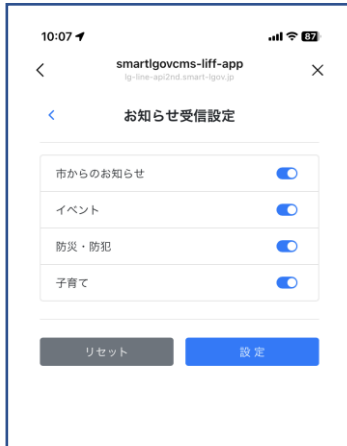 10:07
87
smartlgovcms-liff-app
lg-line-api2nd.smart-lgov.jp
お知らせ受信設定
市からのお知らせ
イベント
防災・防犯
子育て
リセット
設定